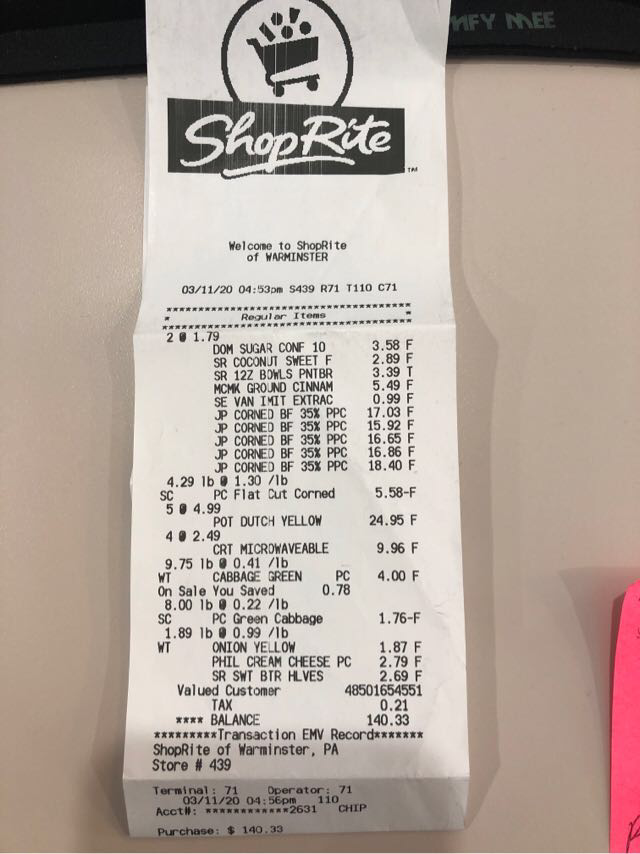 MFY MEE
ShopRite
TM
Welcome to ShopRite
of WARMINSTER
03/11/20 04:53pm S439 R71 T110 C71
****************************************
* Regular Items *
****************************************
2 @ 1.79
DOM SUGAR CONF 10 3.58 F
SR COCONUT SWEET F 2.89 F
SR 12Z BOWLS PNTBR 3.39 T
MCMK GROUND CINNAM 5.49 F
SE VAN IMIT EXTRAC 0.99 F
JP CORNED BF 35% PPC 17.03 F
JP CORNED BF 35% PPC 15.92 F
JP CORNED BF 35% PPC 16.65 F
JP CORNED BF 35% PPC 16.86 F
JP CORNED BF 35% PPC 18.40 F
4.29 lb @ 1.30 /lb
SC PC Flat Cut Corned 5.58-F
5 @ 4.99
POT DUTCH YELLOW 24.95 F
4 @ 2.49
CRT MICROWAVEABLE 9.96 F
9.75 lb @ 0.41 /lb
WT CABBAGE GREEN PC 4.00 F
On Sale You Saved 0.78
8.00 lb @ 0.22 /lb
SC PC Green Cabbage 1.76-F
1.89 lb @ 0.99 /lb
WT ONION YELLOW 1.87 F
PHIL CREAM CHEESE PC 2.79 F
SR SWT BTR HLVES 2.69 F
Valued Customer 48501654551
TAX 0.21
**** BALANCE 140.33
*********Transaction EMV Record*******
ShopRite of Warminster, PA
Store # 439
Terminal: 71 Operator: 71
03/11/20 04:56pm 110
Acct#: ************2631 CHIP
Purchase: $ 140.33